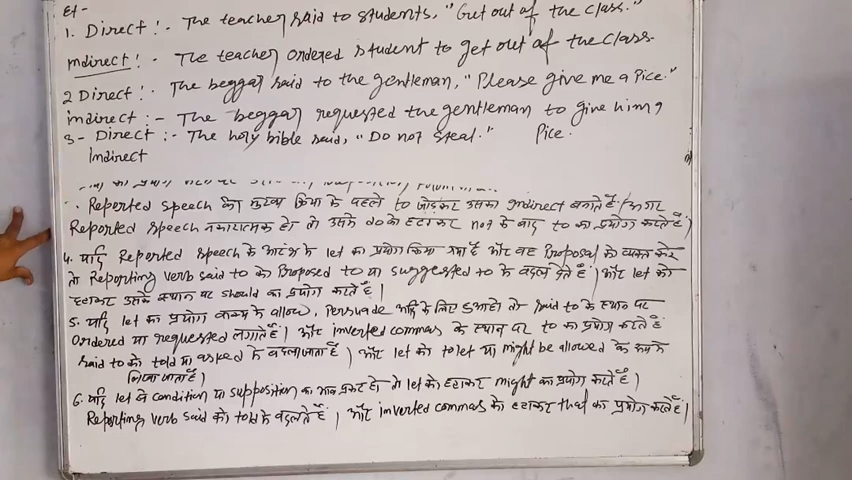 Ex -
1. Direct :- The teacher said to students, "Get out of the class."
Indirect :- The teacher ordered student to get out of the class.
2 Direct :- The beggar said to the gentleman, "Please give me a Pice."
indirect :- The beggar requested the gentleman to give him a
Pice.
3- Direct :- The holy bible said, "Do not steal."
Indirect
Reported speech की मुख्य क्रिया के पहले to जोड़कर उसका Indirect बनाते हैं। अगर
Reported speech नकारात्मक हो तो उसके do को हटाकर not के बाद to का प्रयोग करते हैं।
4. यदि Reported speech के आरंभ में let का प्रयोग किया गया है और वह Proposal को व्यक्त करे
तो Reporting verb said to को Proposed to या suggested to में बदल देते हैं। और let को
हटाकर उसके स्थान पर should का प्रयोग करते हैं।
5. यदि let का प्रयोग वाक्य में allow, Persuade आदि के लिए हुआ हो तो said to के स्थान पर
ordered या requested लगाते हैं। और inverted commas के स्थान पर to का प्रयोग करते हैं
said to को told या asked में बदला जाता है। और let को to let या might be allowed के रूप में
लिखा जाता है।
6. यदि let से condition या supposition का भाव प्रकट हो तो let को हटाकर might का प्रयोग करते हैं।
Reporting verb said को told में बदलते हैं। और inverted commas को हटाकर that का प्रयोग करते हैं।